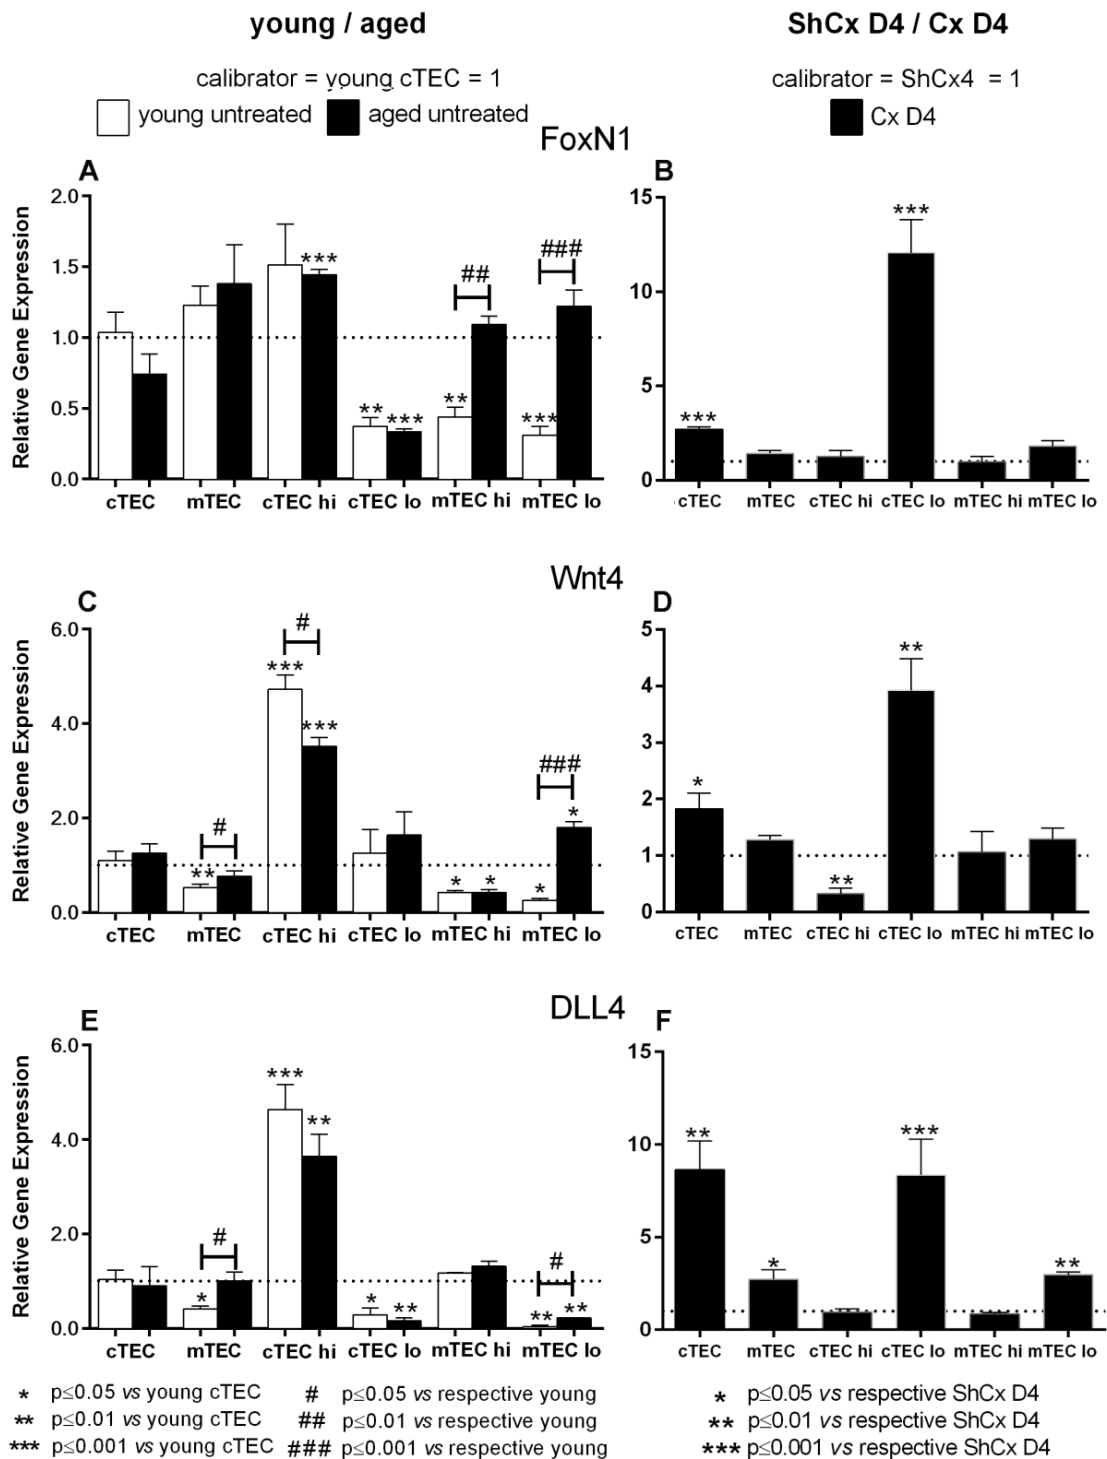 young / aged
ShCx D4 / Cx D4
calibrator = young cTEC = 1
calibrator = ShCx4 = 1
young untreated
aged untreated
Cx D4
FoxN1
A
Relative Gene Expression
2.0
1.5
1.0
0.5
0.0
***
**
***
**
##
***
###
cTEC
mTEC
cTEC hi
cTEC lo
mTEC hi
mTEC lo
B
15
10
5
0
***
***
cTEC
mTEC
cTEC hi
cTEC lo
mTEC hi
mTEC lo
Wnt4
C
Relative Gene Expression
6.0
4.0
2.0
0.0
**
#
***
#
***
*
*
*
###
*
cTEC
mTEC
cTEC hi
cTEC lo
mTEC hi
mTEC lo
D
5
4
3
2
1
0
*
**
**
cTEC
mTEC
cTEC hi
cTEC lo
mTEC hi
mTEC lo
DLL4
E
Relative Gene Expression
6.0
4.0
2.0
0.0
*
#
***
**
*
**
**
#
**
cTEC
mTEC
cTEC hi
cTEC lo
mTEC hi
mTEC lo
F
15
10
5
0
**
*
***
**
cTEC
mTEC
cTEC hi
cTEC lo
mTEC hi
mTEC lo
* p≤0.05 vs young cTEC
** p≤0.01 vs young cTEC
*** p≤0.001 vs young cTEC
# p≤0.05 vs respective young
## p≤0.01 vs respective young
### p≤0.001 vs respective young
* p≤0.05 vs respective ShCx D4
** p≤0.01 vs respective ShCx D4
*** p≤0.001 vs respective ShCx D4